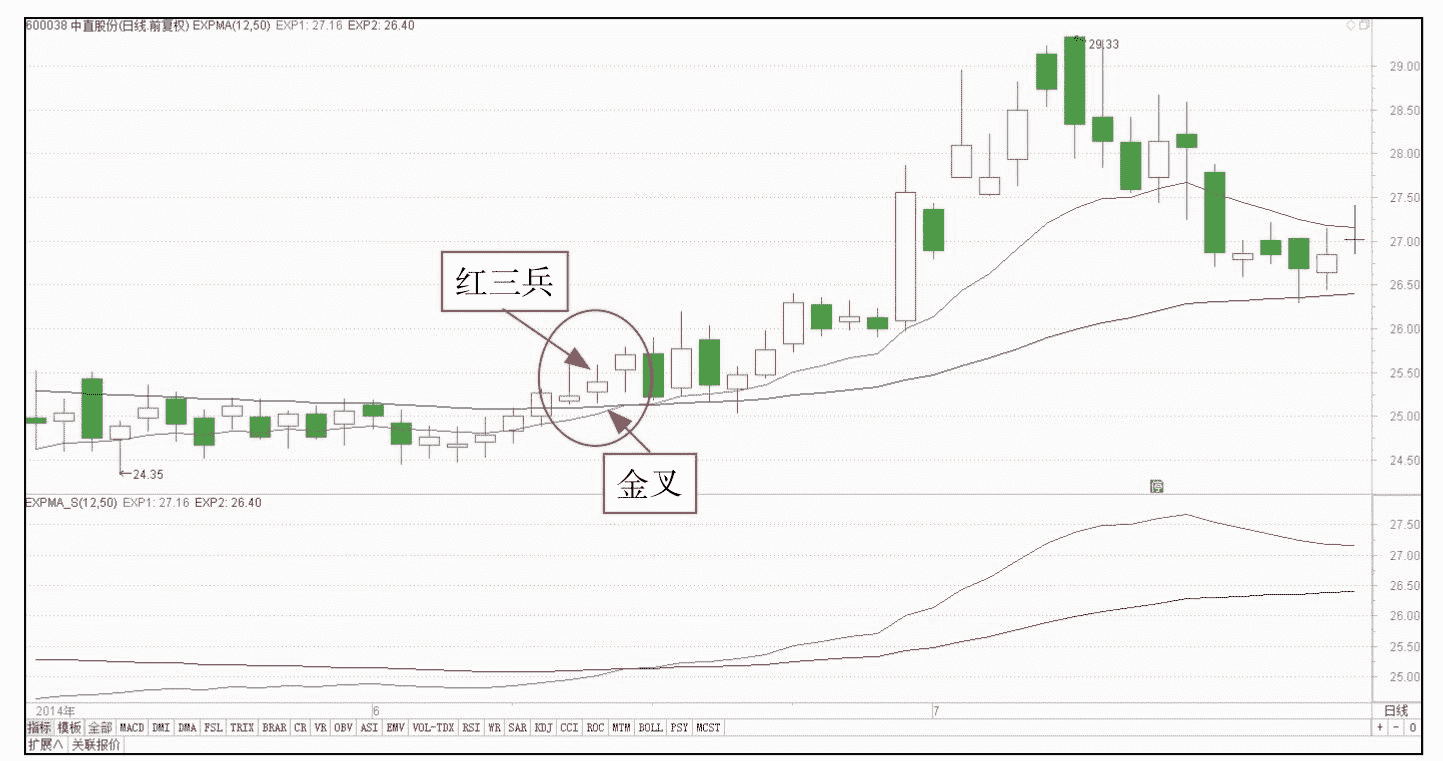 600038 中直股份(日线.前复权) EXPMA(12,50) EXP1: 27.16 EXP2: 26.40
29.33
29.00
28.50
28.00
27.50
27.00
26.50
26.00
25.50
25.00
24.50
红三兵
金叉
←24.35
EXPMA_S(12,50) EXP1: 27.16 EXP2: 26.40
27.50
27.00
26.50
26.00
25.50
25.00
2014年 6 7 日线
指标 模板 全部 MACD DMI DMA FSL TRIX BRAR CR VR OBV ASI EMV VOL-TDX RSI WR SAR KDJ CCI ROC MTM BOLL PSY MCST + - 0
扩展∧ 关联报价